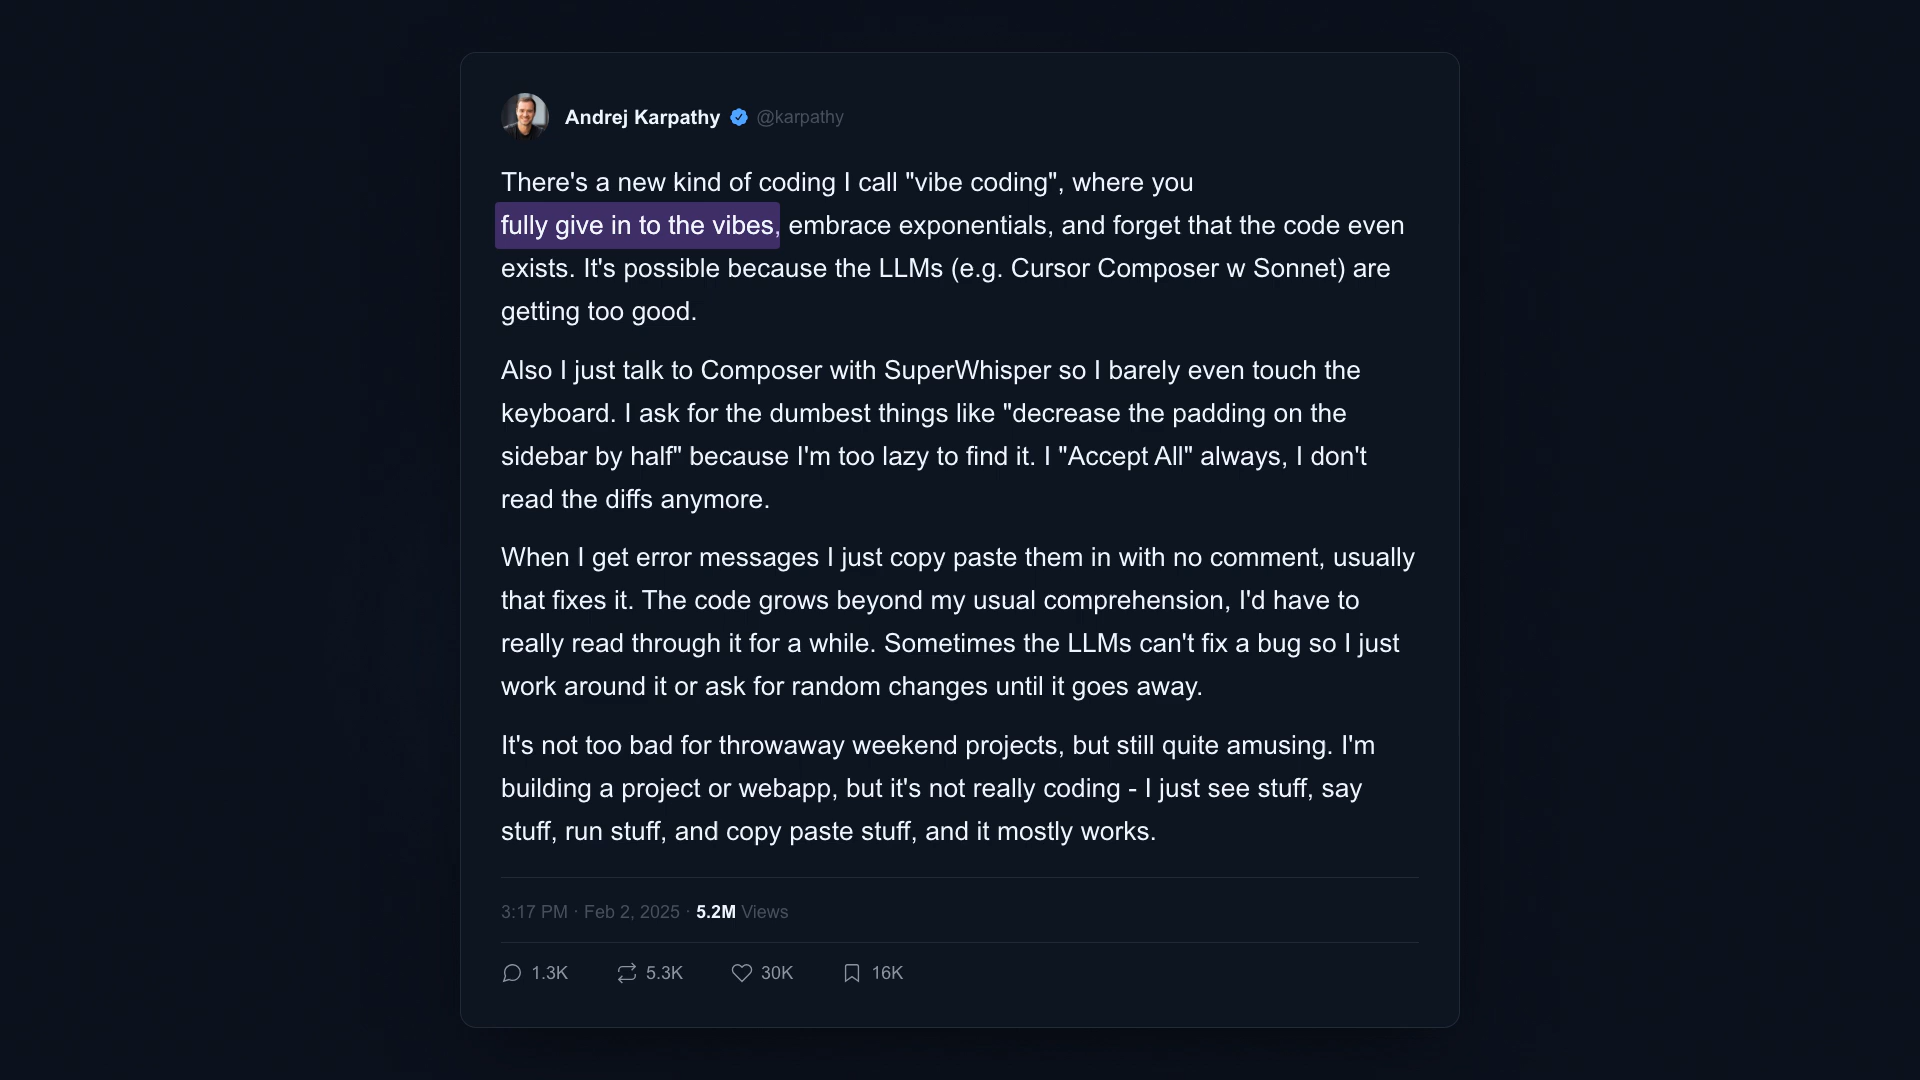 Andrej Karpathy @karpathy
There's a new kind of coding I call "vibe coding", where you
fully give in to the vibes, embrace exponentials, and forget that the code even
exists. It's possible because the LLMs (e.g. Cursor Composer w Sonnet) are
getting too good.
Also I just talk to Composer with SuperWhisper so I barely even touch the
keyboard. I ask for the dumbest things like "decrease the padding on the
sidebar by half" because I'm too lazy to find it. I "Accept All" always, I don't
read the diffs anymore.
When I get error messages I just copy paste them in with no comment, usually
that fixes it. The code grows beyond my usual comprehension, I'd have to
really read through it for a while. Sometimes the LLMs can't fix a bug so I just
work around it or ask for random changes until it goes away.
It's not too bad for throwaway weekend projects, but still quite amusing. I'm
building a project or webapp, but it's not really coding - I just see stuff, say
stuff, run stuff, and copy paste stuff, and it mostly works.
3:17 PM · Feb 2, 2025 · 5.2M Views
1.3K 5.3K 30K 16K